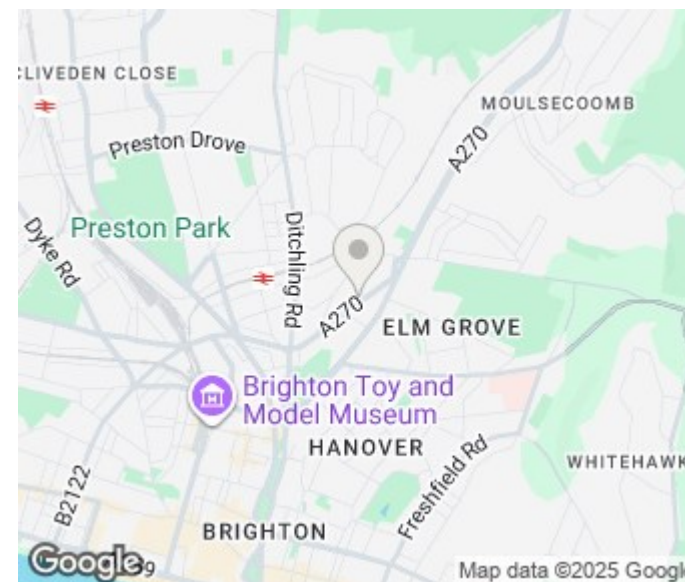 CLIVEDEN CLOSE
MOULSECOOMB
Preston Drove
A270
Preston Park
Ditchling Rd
Dyke Rd
A270
ELM GROVE
Brighton Toy and
Model Museum
HANOVER
Freshfield Rd
WHITEHAWK
B2122
BRIGHTON
Google
Map data ©2025 Google